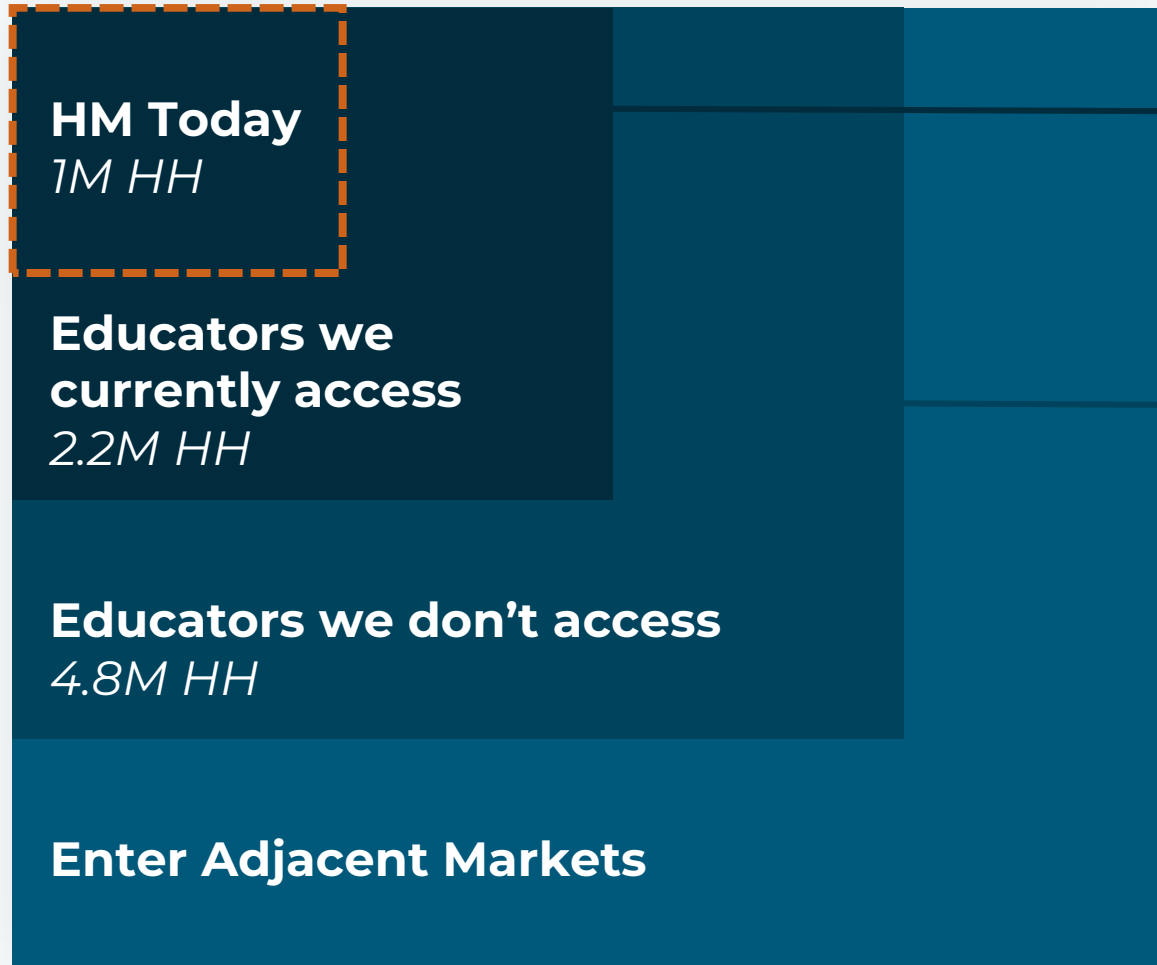 HM Today
1M HH
Educators we
currently access
2.2M HH
Educators we don’t access
4.8M HH
Enter Adjacent Markets